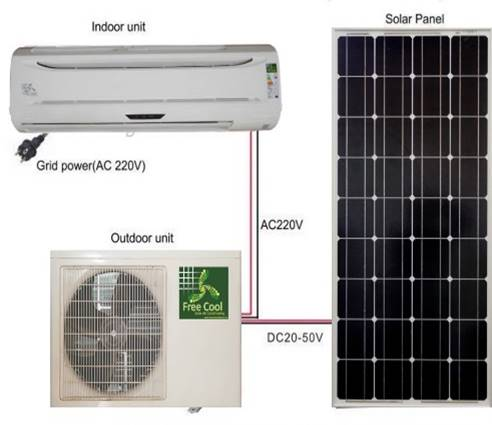 Indoor unit
Solar Panel
Grid power(AC 220V)
AC220V
Outdoor unit
Free Cool
DC20-50V